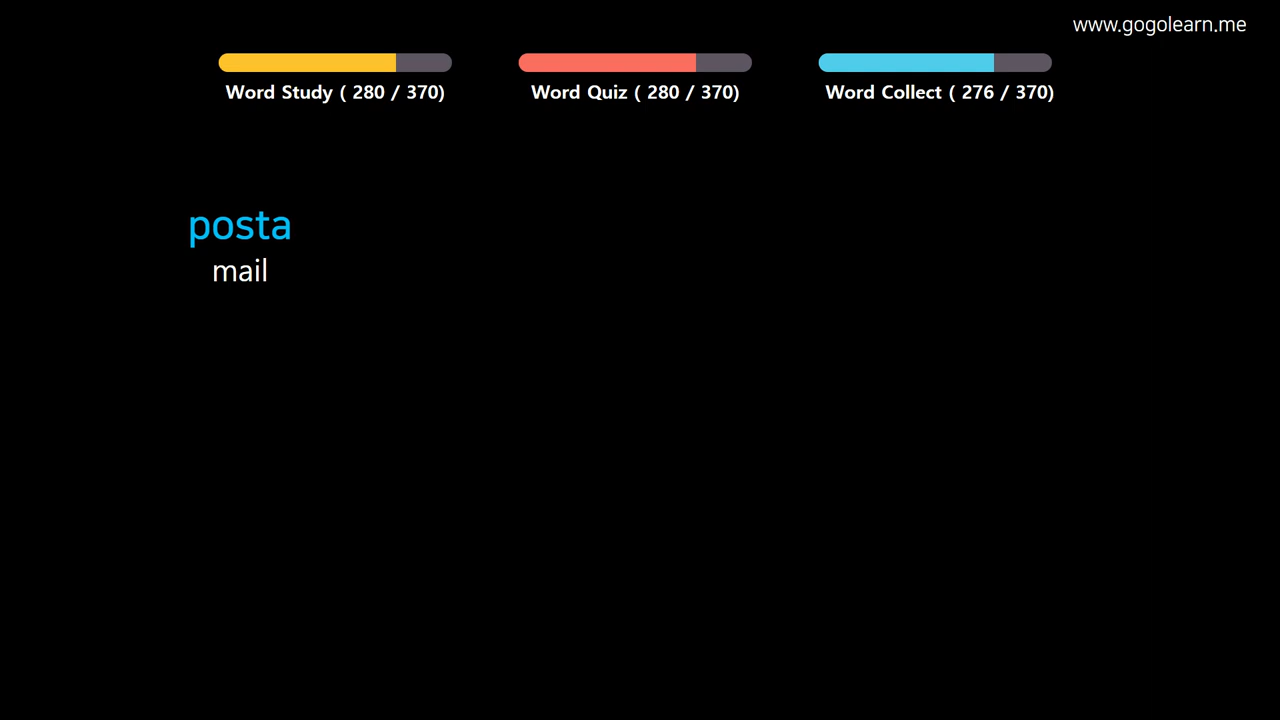 www.gogolearn.me
Word Study ( 280 / 370)
Word Quiz ( 280 / 370)
Word Collect ( 276 / 370)
posta
mail